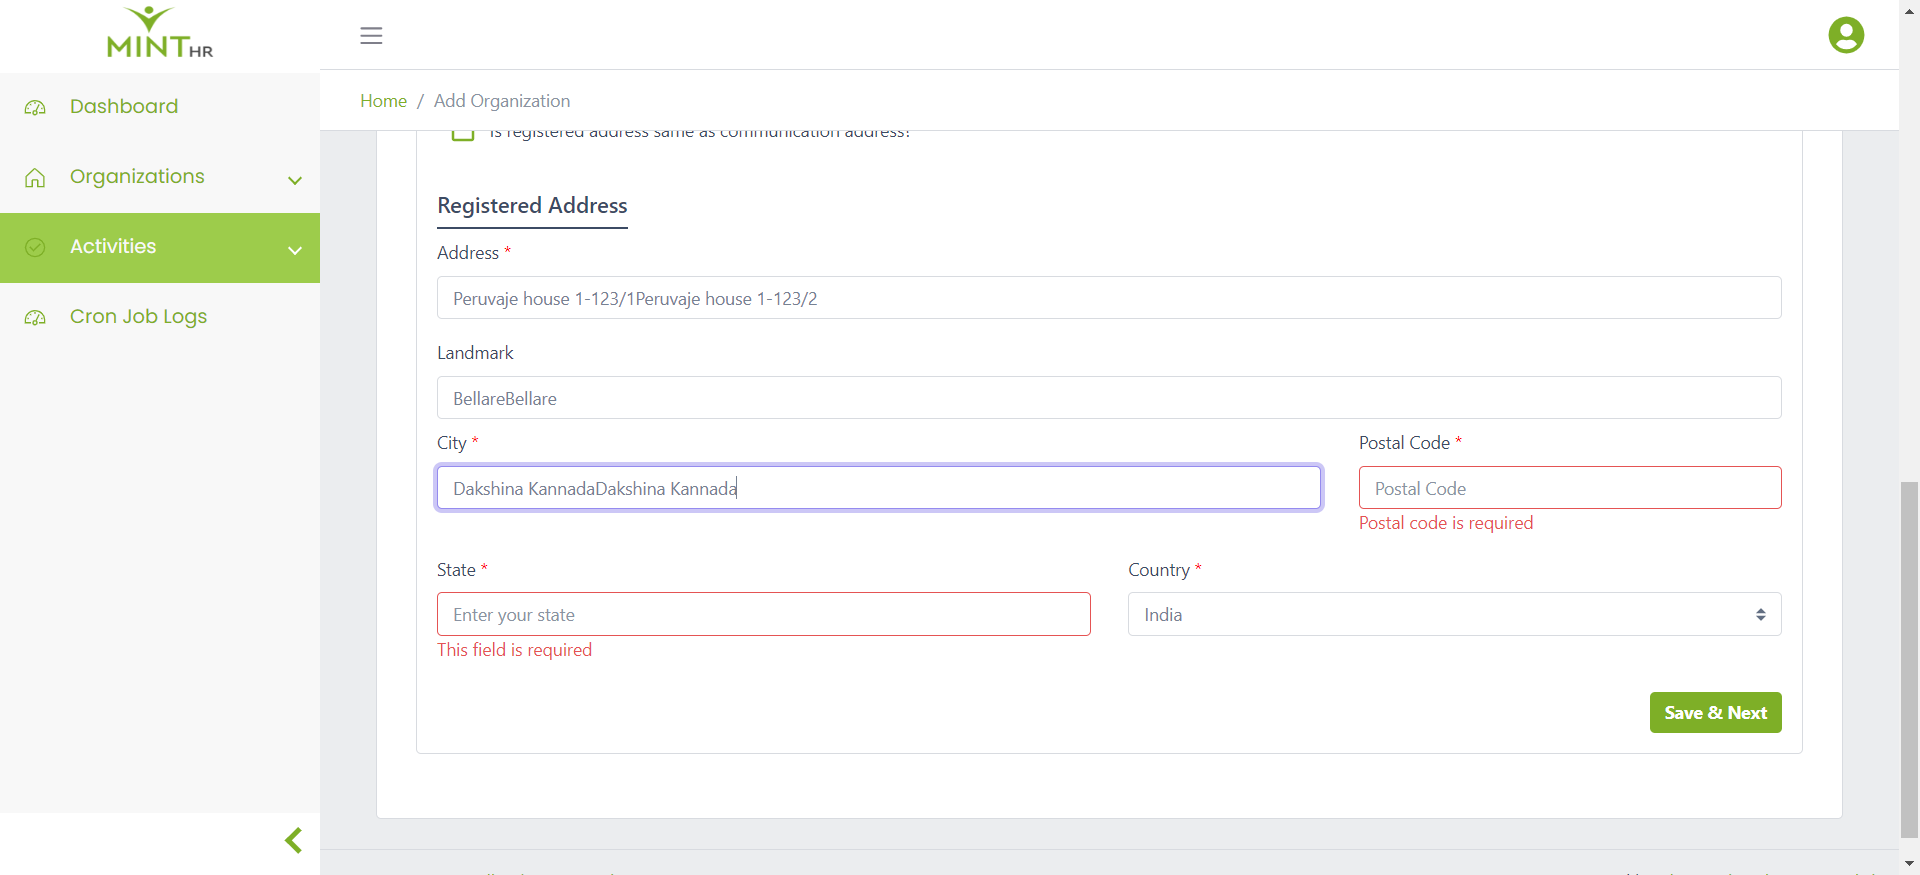 MINT HR
Dashboard
Organizations
Activities
Cron Job Logs
Home / Add Organization
Is registered address same as communication address?
Registered Address
Address *
Peruvaje house 1-123/1Peruvaje house 1-123/2
Landmark
BellareBellare
City *
Postal Code *
Dakshina KannadaDakshina Kannada
Postal Code
Postal code is required
State *
Country *
Enter your state
India
This field is required
Save & Next